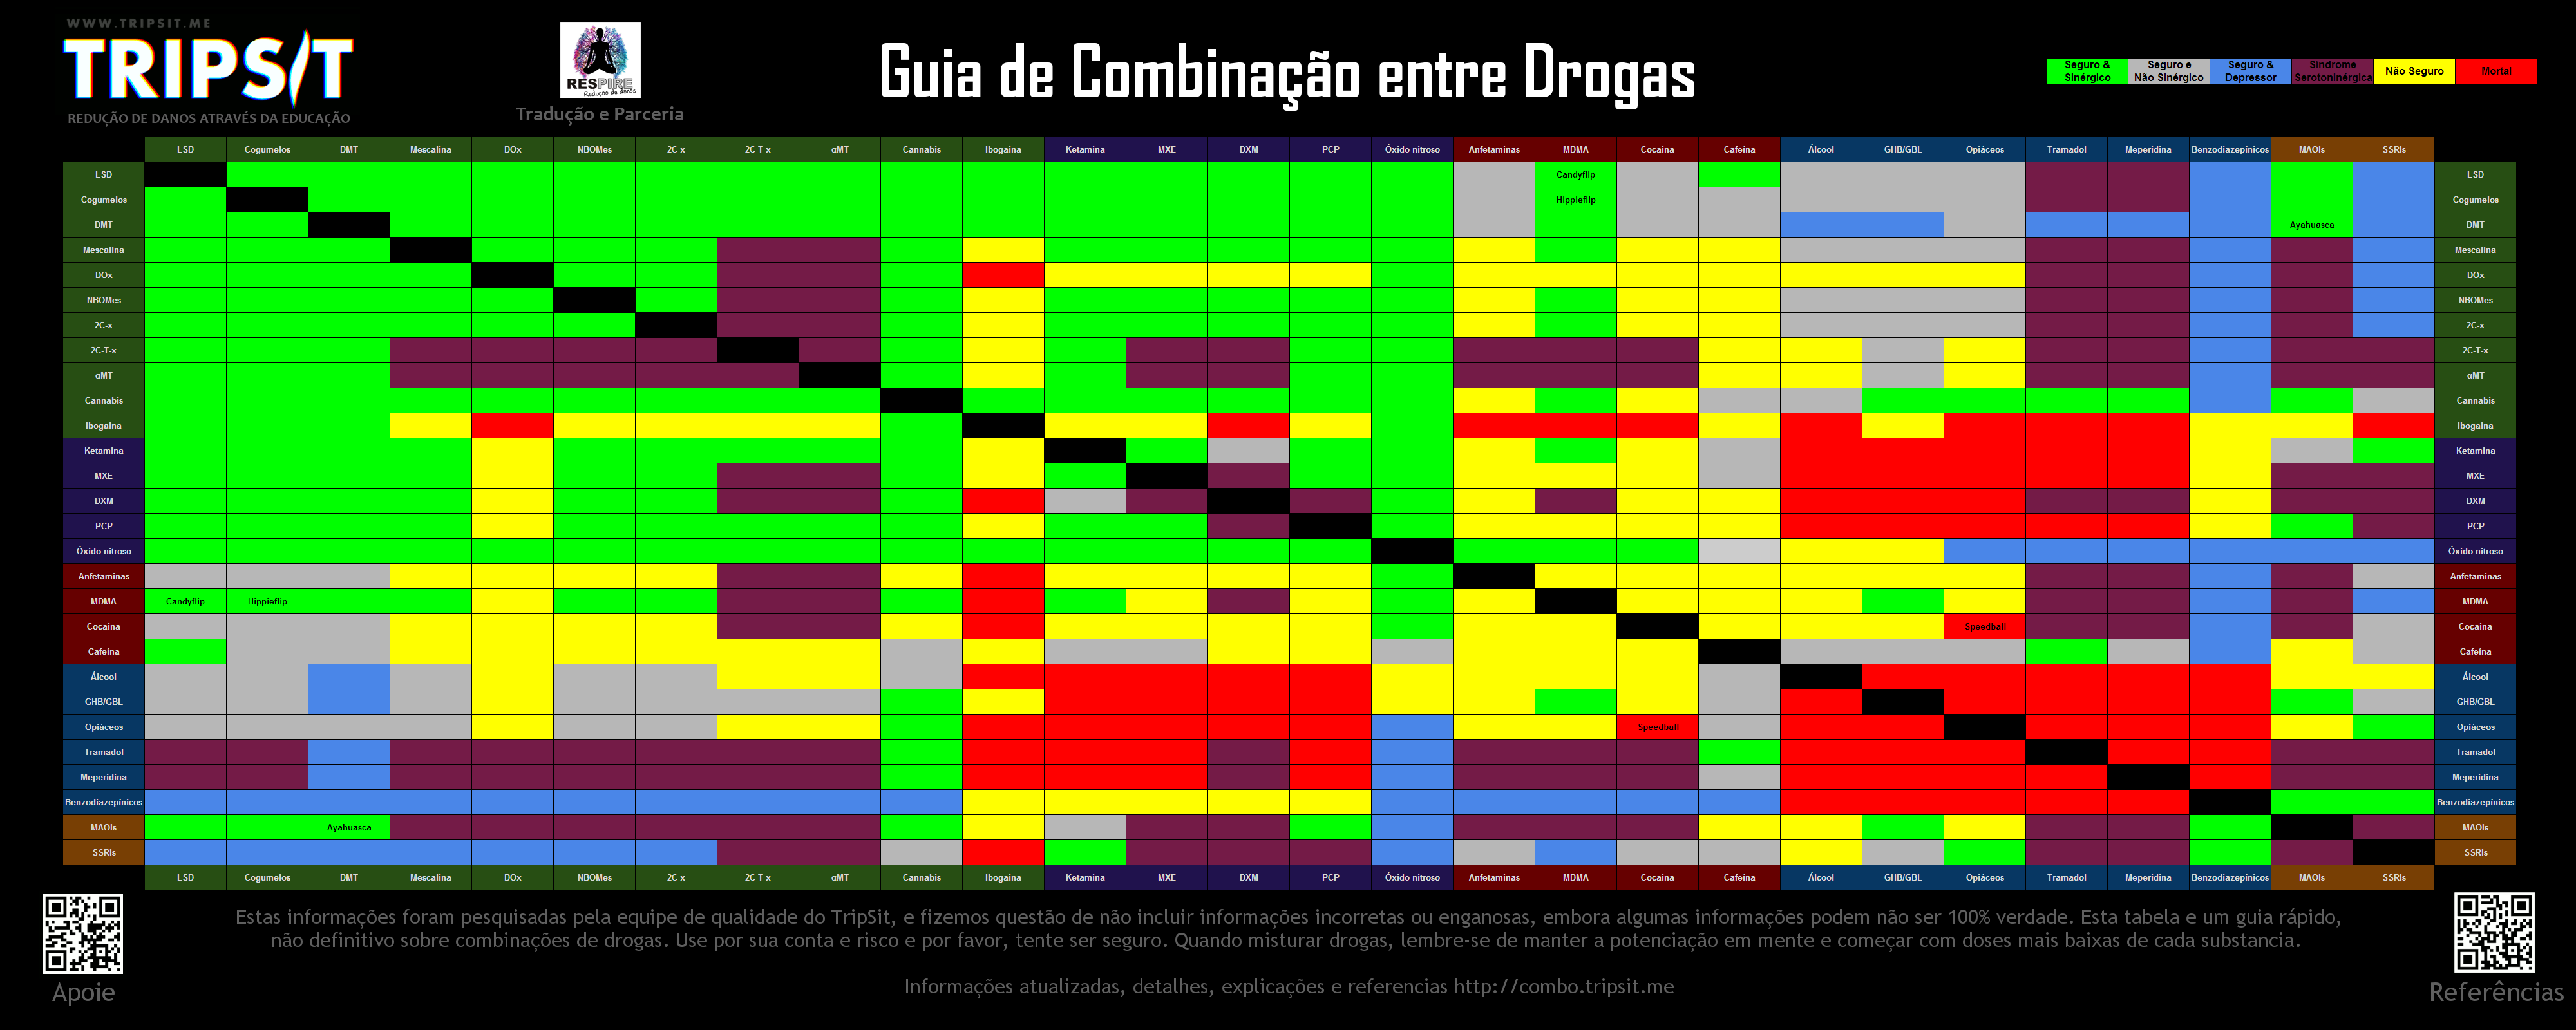 WWW.TRIPSIT.ME
TRIPSIT
REDUÇÃO DE DANOS ATRAVÉS DA EDUCAÇÃO
RESPIRE
Redução de danos
Tradução e Parceria
Guia de Combinação entre Drogas
Seguro & Sinérgico Seguro e Não Sinérgico Seguro & Depressor Síndrome Serotoninérgica Não Seguro Mortal
LSD Cogumelos DMT Mescalina DOx NBOMes 2C-x 2C-T-x αMT Cannabis Ibogaina Ketamina MXE DXM PCP Óxido nitroso Anfetaminas MDMA Cocaina Cafeína Álcool GHB/GBL Opiáceos Tramadol Meperidina Benzodiazepínicos MAOIs SSRIs
LSD Candyflip LSD
Cogumelos Hippieflip Cogumelos
DMT Ayahuasca DMT
Mescalina Mescalina
DOx DOx
NBOMes NBOMes
2C-x 2C-x
2C-T-x 2C-T-x
αMT αMT
Cannabis Cannabis
Ibogaina Ibogaina
Ketamina Ketamina
MXE MXE
DXM DXM
PCP PCP
Óxido nitroso Óxido nitroso
Anfetaminas Anfetaminas
MDMA Candyflip Hippieflip MDMA
Cocaina Speedball Cocaina
Cafeína Cafeína
Álcool Álcool
GHB/GBL GHB/GBL
Opiáceos Speedball Opiáceos
Tramadol Tramadol
Meperidina Meperidina
Benzodiazepínicos Benzodiazepínicos
MAOIs Ayahuasca MAOIs
SSRIs SSRIs
LSD Cogumelos DMT Mescalina DOx NBOMes 2C-x 2C-T-x αMT Cannabis Ibogaina Ketamina MXE DXM PCP Óxido nitroso Anfetaminas MDMA Cocaina Cafeína Álcool GHB/GBL Opiáceos Tramadol Meperidina Benzodiazepínicos MAOIs SSRIs
Estas informações foram pesquisadas pela equipe de qualidade do TripSit, e fizemos questão de não incluir informações incorretas ou enganosas, embora algumas informações podem não ser 100% verdade. Esta tabela e um guia rápido,
não definitivo sobre combinações de drogas. Use por sua conta e risco e por favor, tente ser seguro. Quando misturar drogas, lembre-se de manter a potenciação em mente e começar com doses mais baixas de cada substancia.
Informações atualizadas, detalhes, explicações e referencias http://combo.tripsit.me
Apoie
Referências